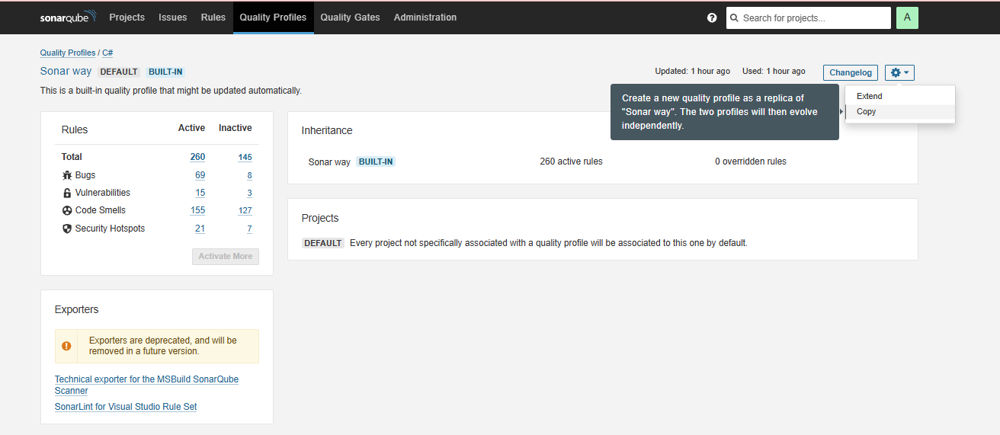 sonarqube Projects Issues Rules Quality Profiles Quality Gates Administration ? Search for projects... A
Quality Profiles / C#
Sonar way DEFAULT BUILT-IN
Updated: 1 hour ago Used: 1 hour ago Changelog
This is a built-in quality profile that might be updated automatically.
Extend
Copy
Create a new quality profile as a replica of
"Sonar way". The two profiles will then evolve
independently.
Rules Active Inactive
Total 260 145
Bugs 69 8
Vulnerabilities 15 3
Code Smells 155 127
Security Hotspots 21 7
Activate More
Inheritance
Sonar way BUILT-IN 260 active rules 0 overridden rules
Projects
DEFAULT Every project not specifically associated with a quality profile will be associated to this one by default.
Exporters
Exporters are deprecated, and will be
removed in a future version.
Technical exporter for the MSBuild SonarQube
Scanner
SonarLint for Visual Studio Rule Set